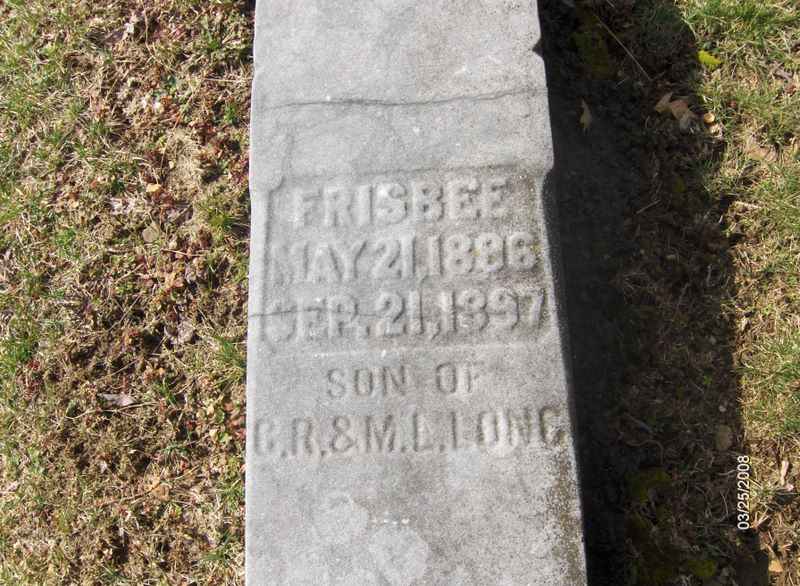 FRISBEE
MAY 21, 1886
SEP. 21, 1897
SON OF
C. R. & M. L. LONG
03/25/2008